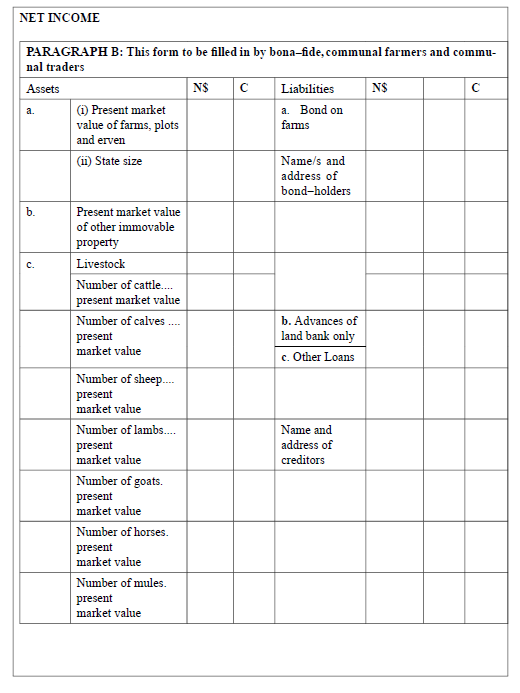 NET INCOME
PARAGRAPH B: This form to be filled in by bona–fide, communal farmers and commu-
nal traders
Assets N$ C Liabilities N$ C
a. (i) Present market
value of farms, plots
and erven
a. Bond on
farms
(ii) State size
Name/s and
address of
bond–holders
b. Present market value
of other immovable
property
c. Livestock
Number of cattle....
present market value
Number of calves ....
present
market value
b. Advances of
land bank only
c. Other Loans
Number of sheep....
present
market value
Number of lambs....
present
market value
Name and
address of
creditors
Number of goats.
present
market value
Number of horses.
present
market value
Number of mules.
present
market value